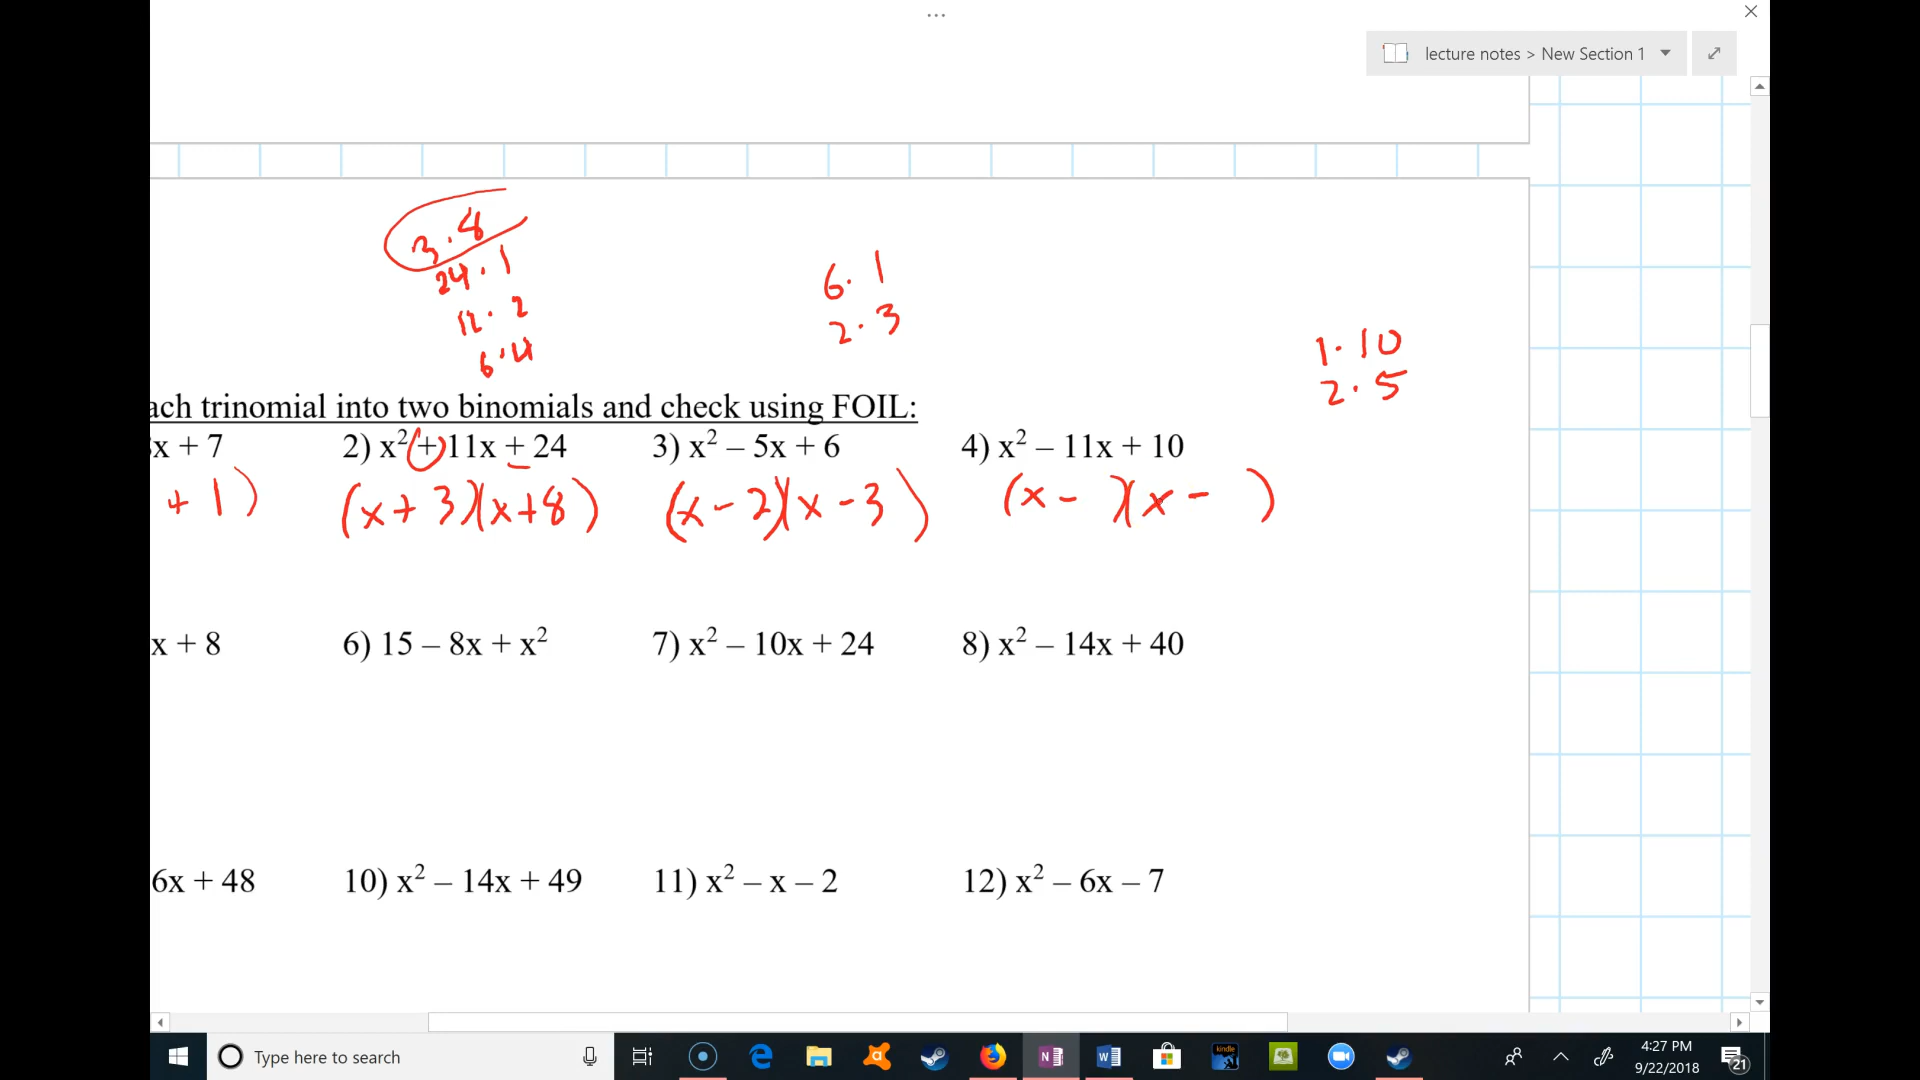 ...
lecture notes > New Section 1
3 · 8
24 · 1
12 · 2
6 · 4
6 · 1
2 · 3
1 · 10
2 · 5
ach trinomial into two binomials and check using FOIL:
3x + 7 2) x² + 11x + 24 3) x² – 5x + 6 4) x² – 11x + 10
+ 1) (x + 3)(x + 8) (x – 2)(x – 3) (x – )(x – )
x + 8 6) 15 – 8x + x² 7) x² – 10x + 24 8) x² – 14x + 40
6x + 48 10) x² – 14x + 49 11) x² – x – 2 12) x² – 6x – 7
Type here to search
kindle
4:27 PM
9/22/2018
21